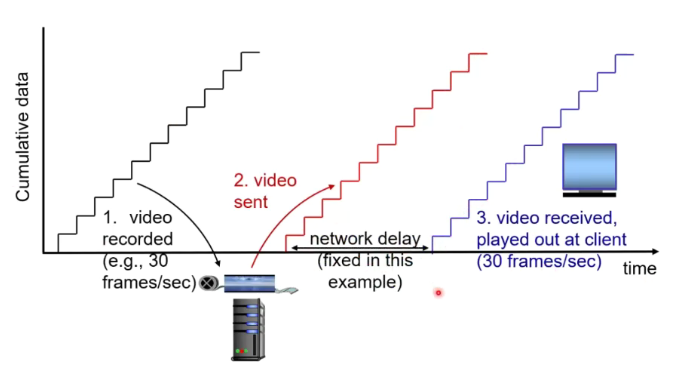 Cumulative data
1. video
recorded
(e.g., 30
frames/sec)
2. video
sent
network delay
(fixed in this
example)
3. video received,
played out at client
(30 frames/sec)
time